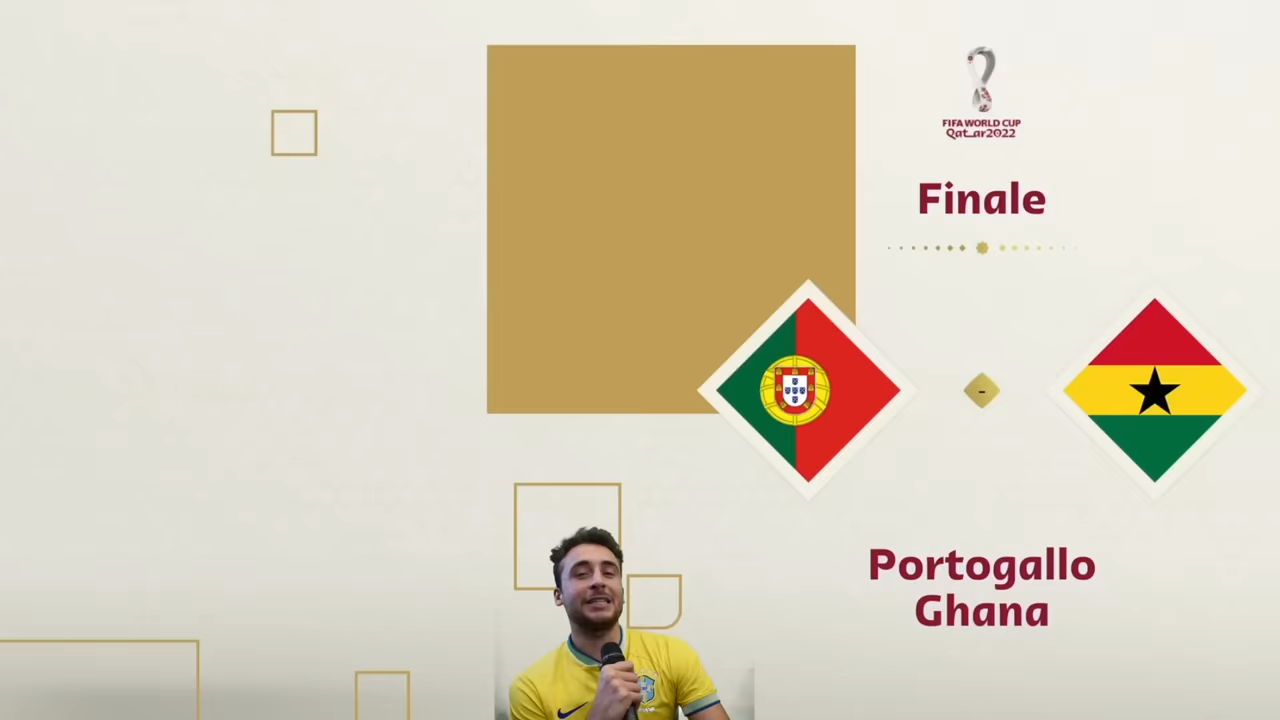 FIFA WORLD CUP
Qatar2022
Finale
-
Portogallo
Ghana